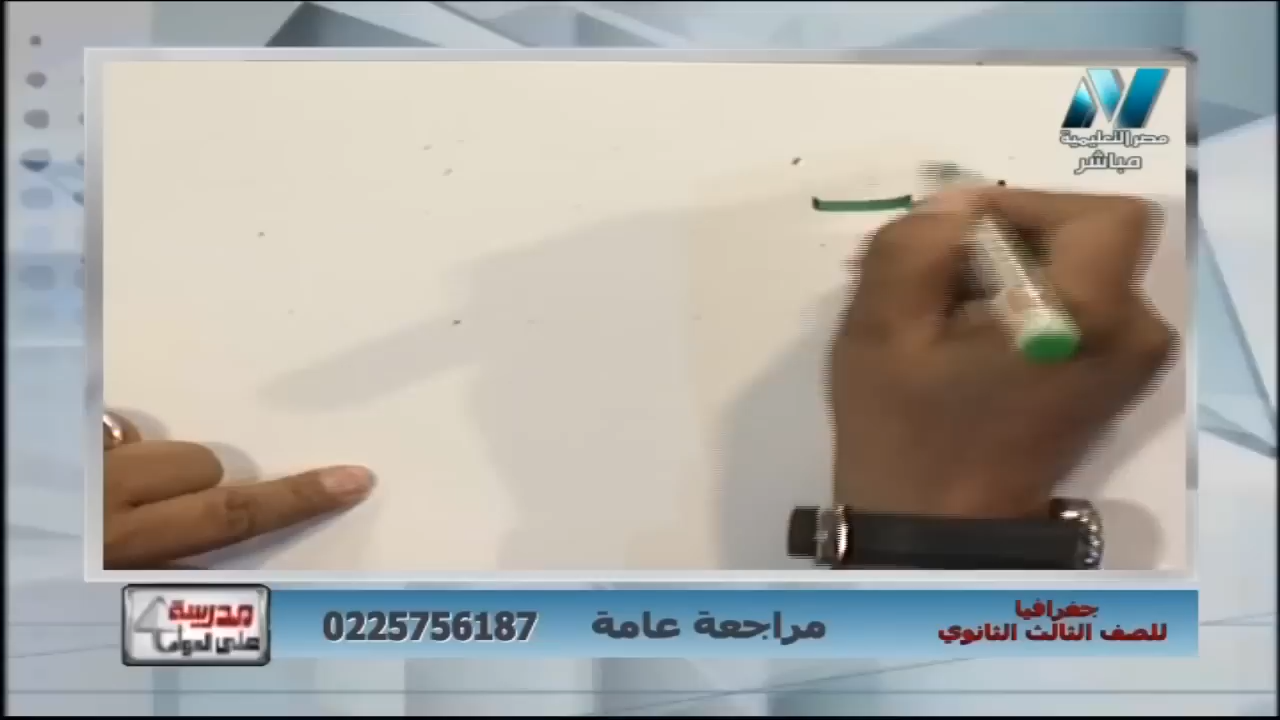 مصر التعليمية
مباشر
جغرافيا
للصف الثالث الثانوي
مراجعة عامة
0225756187
مدرسة
على الهواء